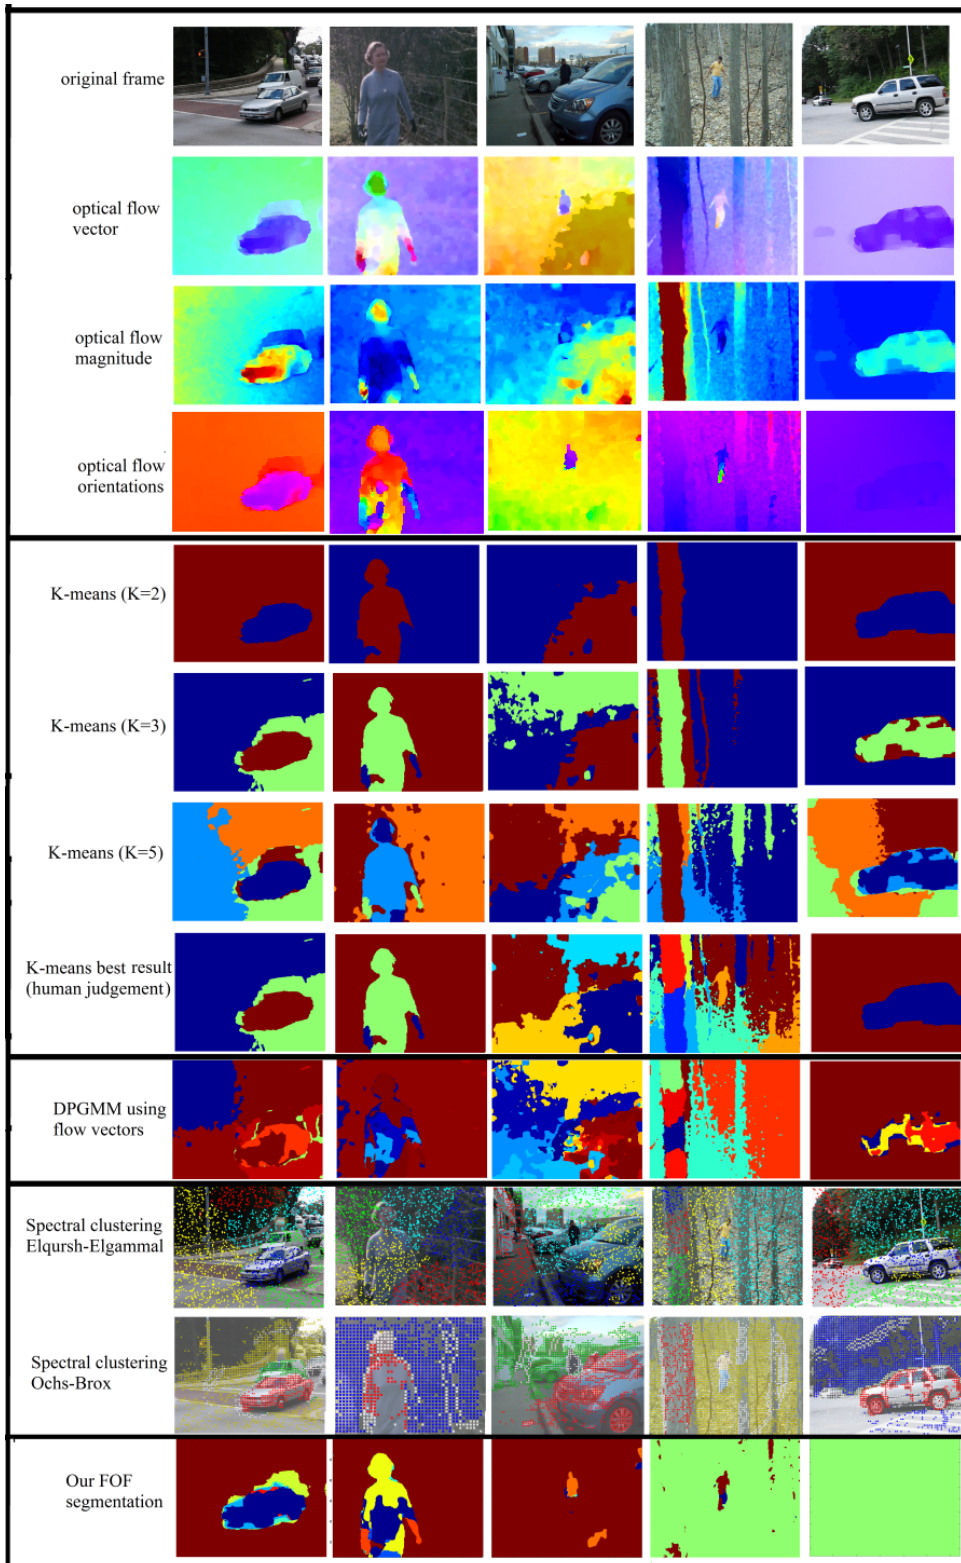 original frame
optical flow
vector
optical flow
magnitude
optical flow
orientations
K-means (K=2)
K-means (K=3)
K-means (K=5)
K-means best result
(human judgement)
DPGMM using
flow vectors
Spectral clustering
Elqursh-Elgammal
Spectral clustering
Ochs-Brox
Our FOF
segmentation